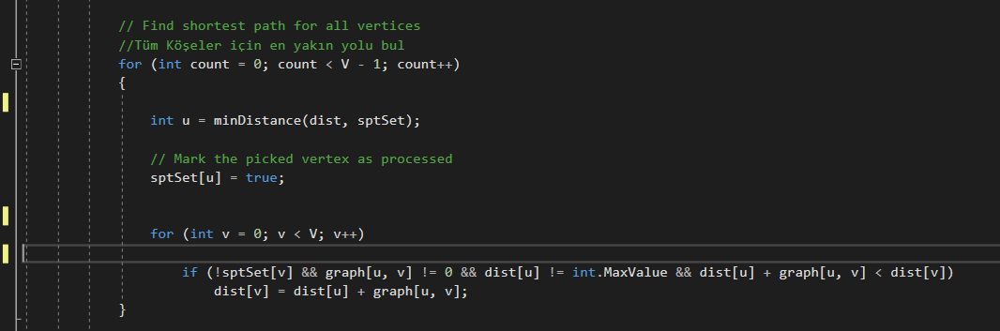 // Find shortest path for all vertices
//Tüm Köşeler için en yakın yolu bul
for (int count = 0; count < V - 1; count++)
{
int u = minDistance(dist, sptSet);
// Mark the picked vertex as processed
sptSet[u] = true;
for (int v = 0; v < V; v++)
if (!sptSet[v] && graph[u, v] != 0 && dist[u] != int.MaxValue && dist[u] + graph[u, v] < dist[v])
dist[v] = dist[u] + graph[u, v];
}